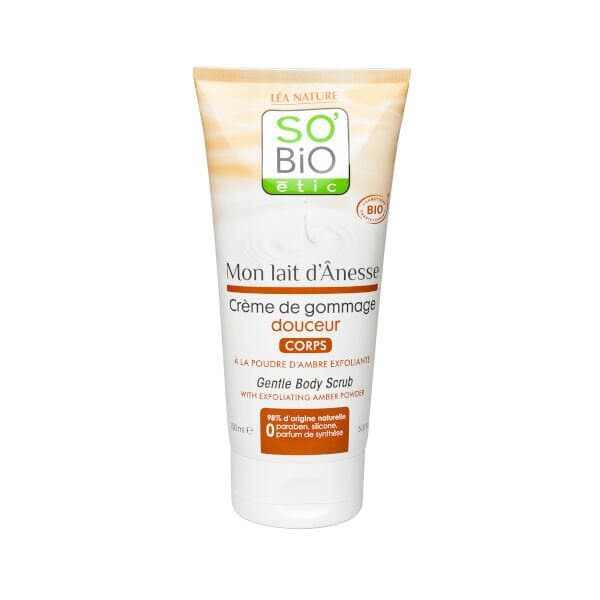 LÉA NATURE
SO'
BiO
étic
BIO
Mon lait d'Ânesse
Crème de gommage
douceur
CORPS
À LA POUDRE D'AMBRE EXFOLIANTE
Gentle Body Scrub
WITH EXFOLIATING AMBER POWDER
98% d'origine naturelle
0 paraben, silicone,
parfum de synthèse